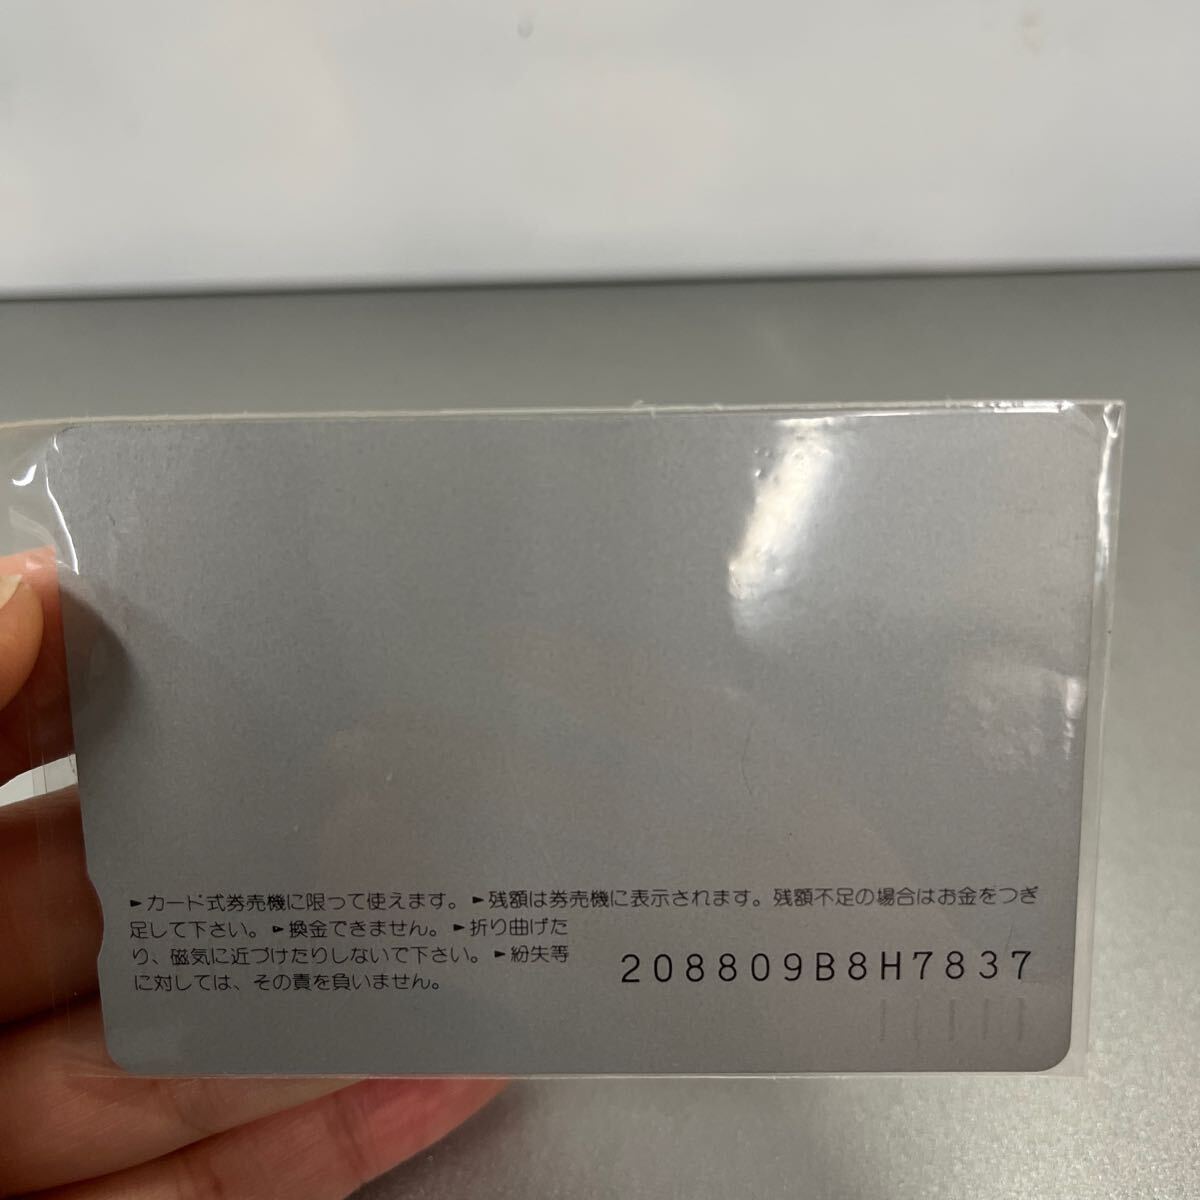 ►カード式券売機に限って使えます。►残額は券売機に表示されます。残額不足の場合はお金をつぎ
足して下さい。►換金できません。►折り曲げた
り、磁気に近づけたりしないで下さい。►紛失等
に対しては、その責を負いません。
208809B8H7837